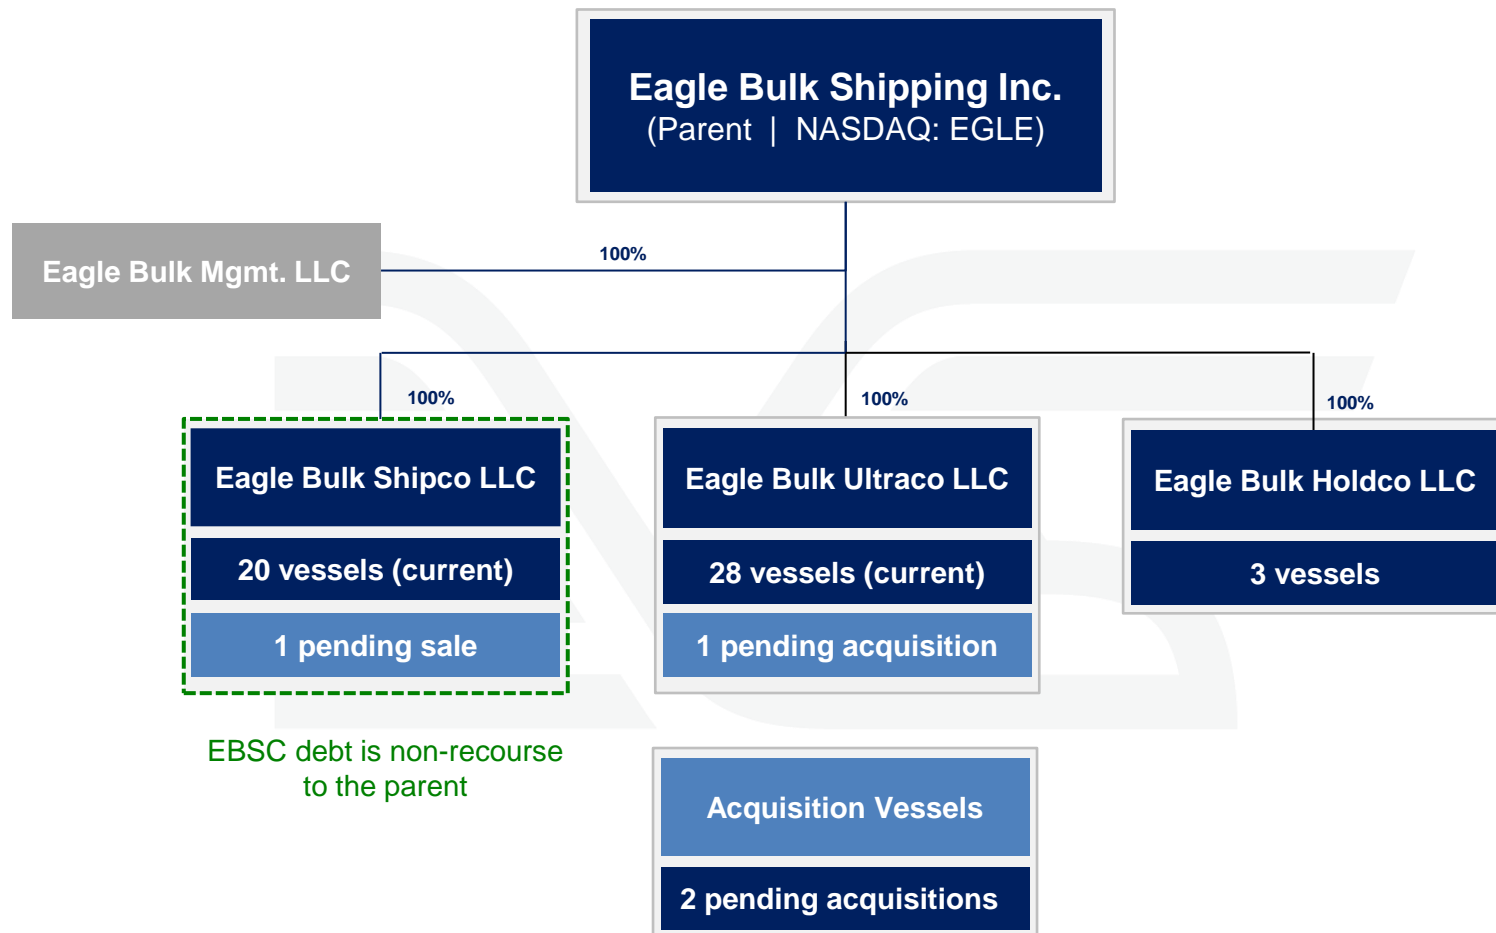 Eagle Bulk Shipping Inc.
(Parent | NASDAQ: EGLE)
Eagle Bulk Mgmt. LLC
100%
100%
100%
100%
Eagle Bulk Shipco LLC
20 vessels (current)
1 pending sale
Eagle Bulk Ultraco LLC
28 vessels (current)
1 pending acquisition
Eagle Bulk Holdco LLC
3 vessels
EBSC debt is non-recourse
to the parent
Acquisition Vessels
2 pending acquisitions